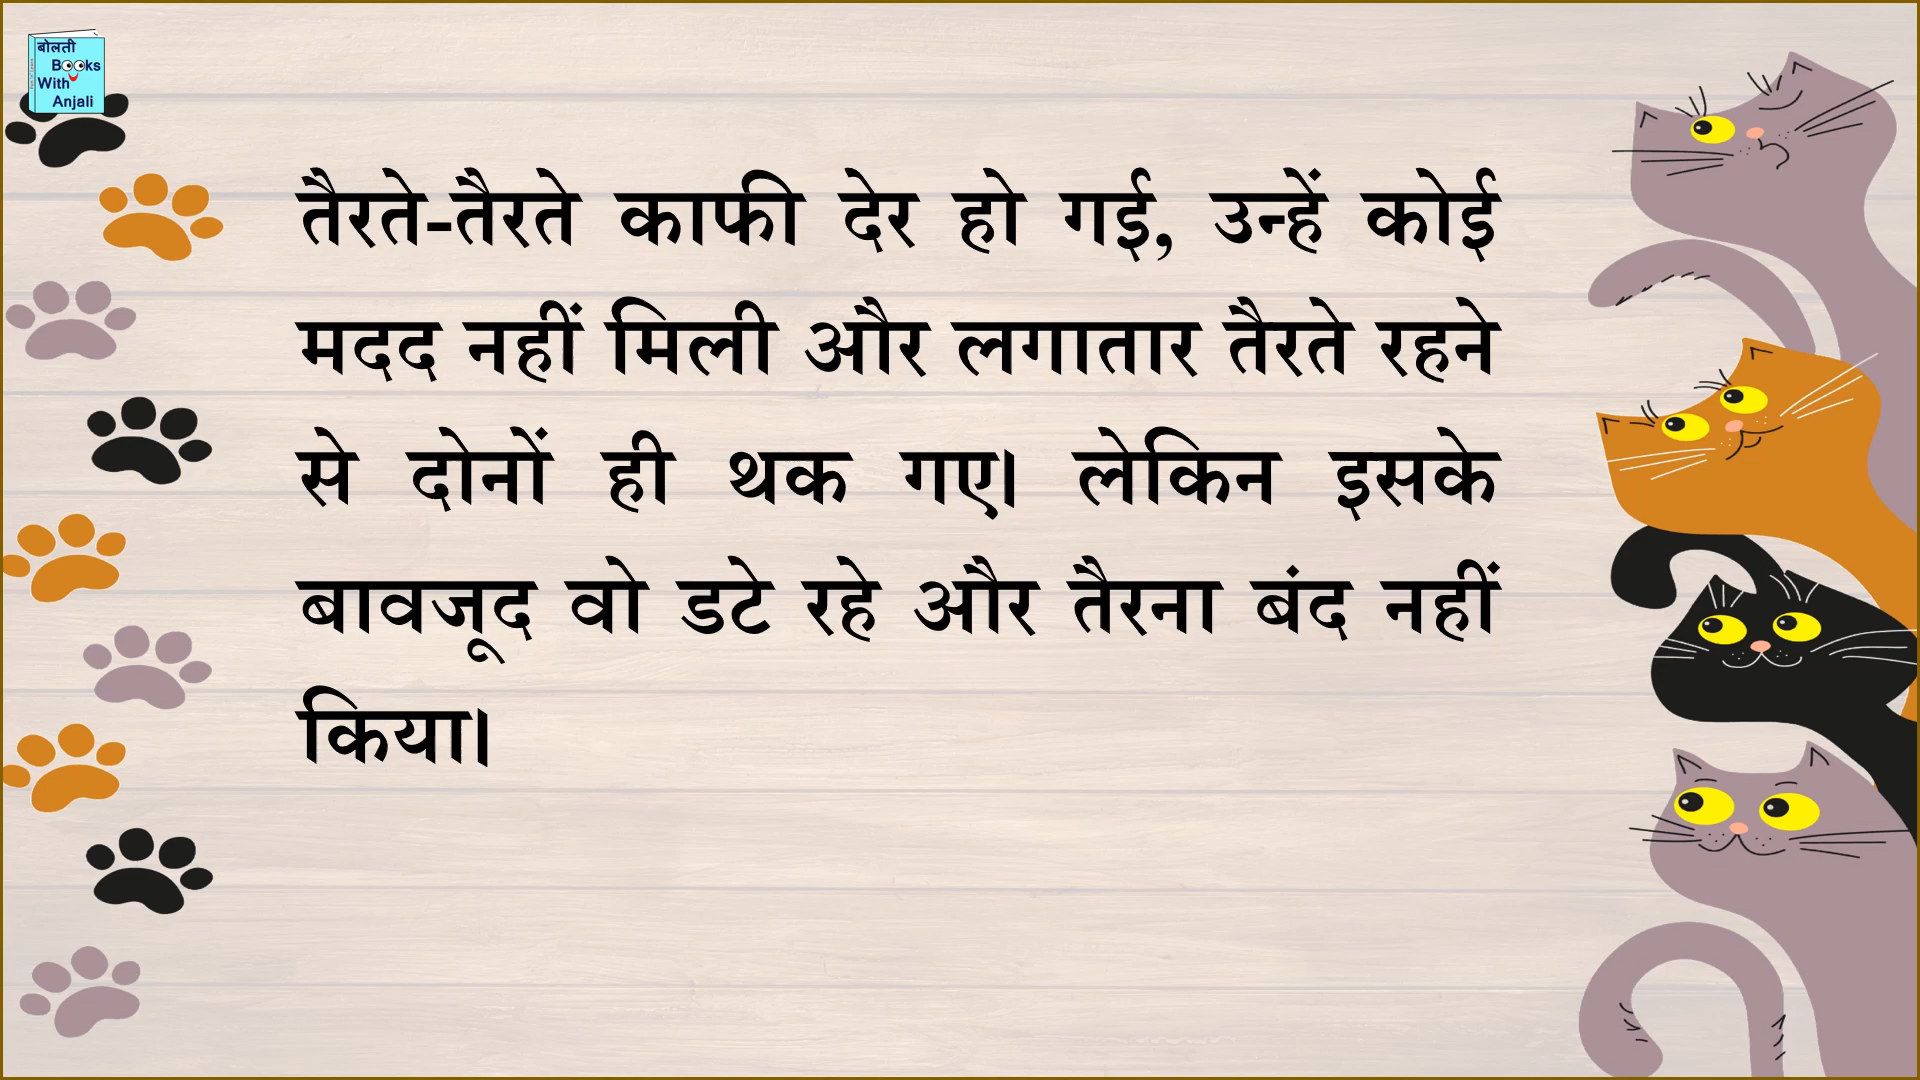 बोलती
Books
With
Anjali
तैरते-तैरते काफी देर हो गई, उन्हें कोई
मदद नहीं मिली और लगातार तैरते रहने
से दोनों ही थक गए। लेकिन इसके
बावजूद वो डटे रहे और तैरना बंद नहीं
किया।